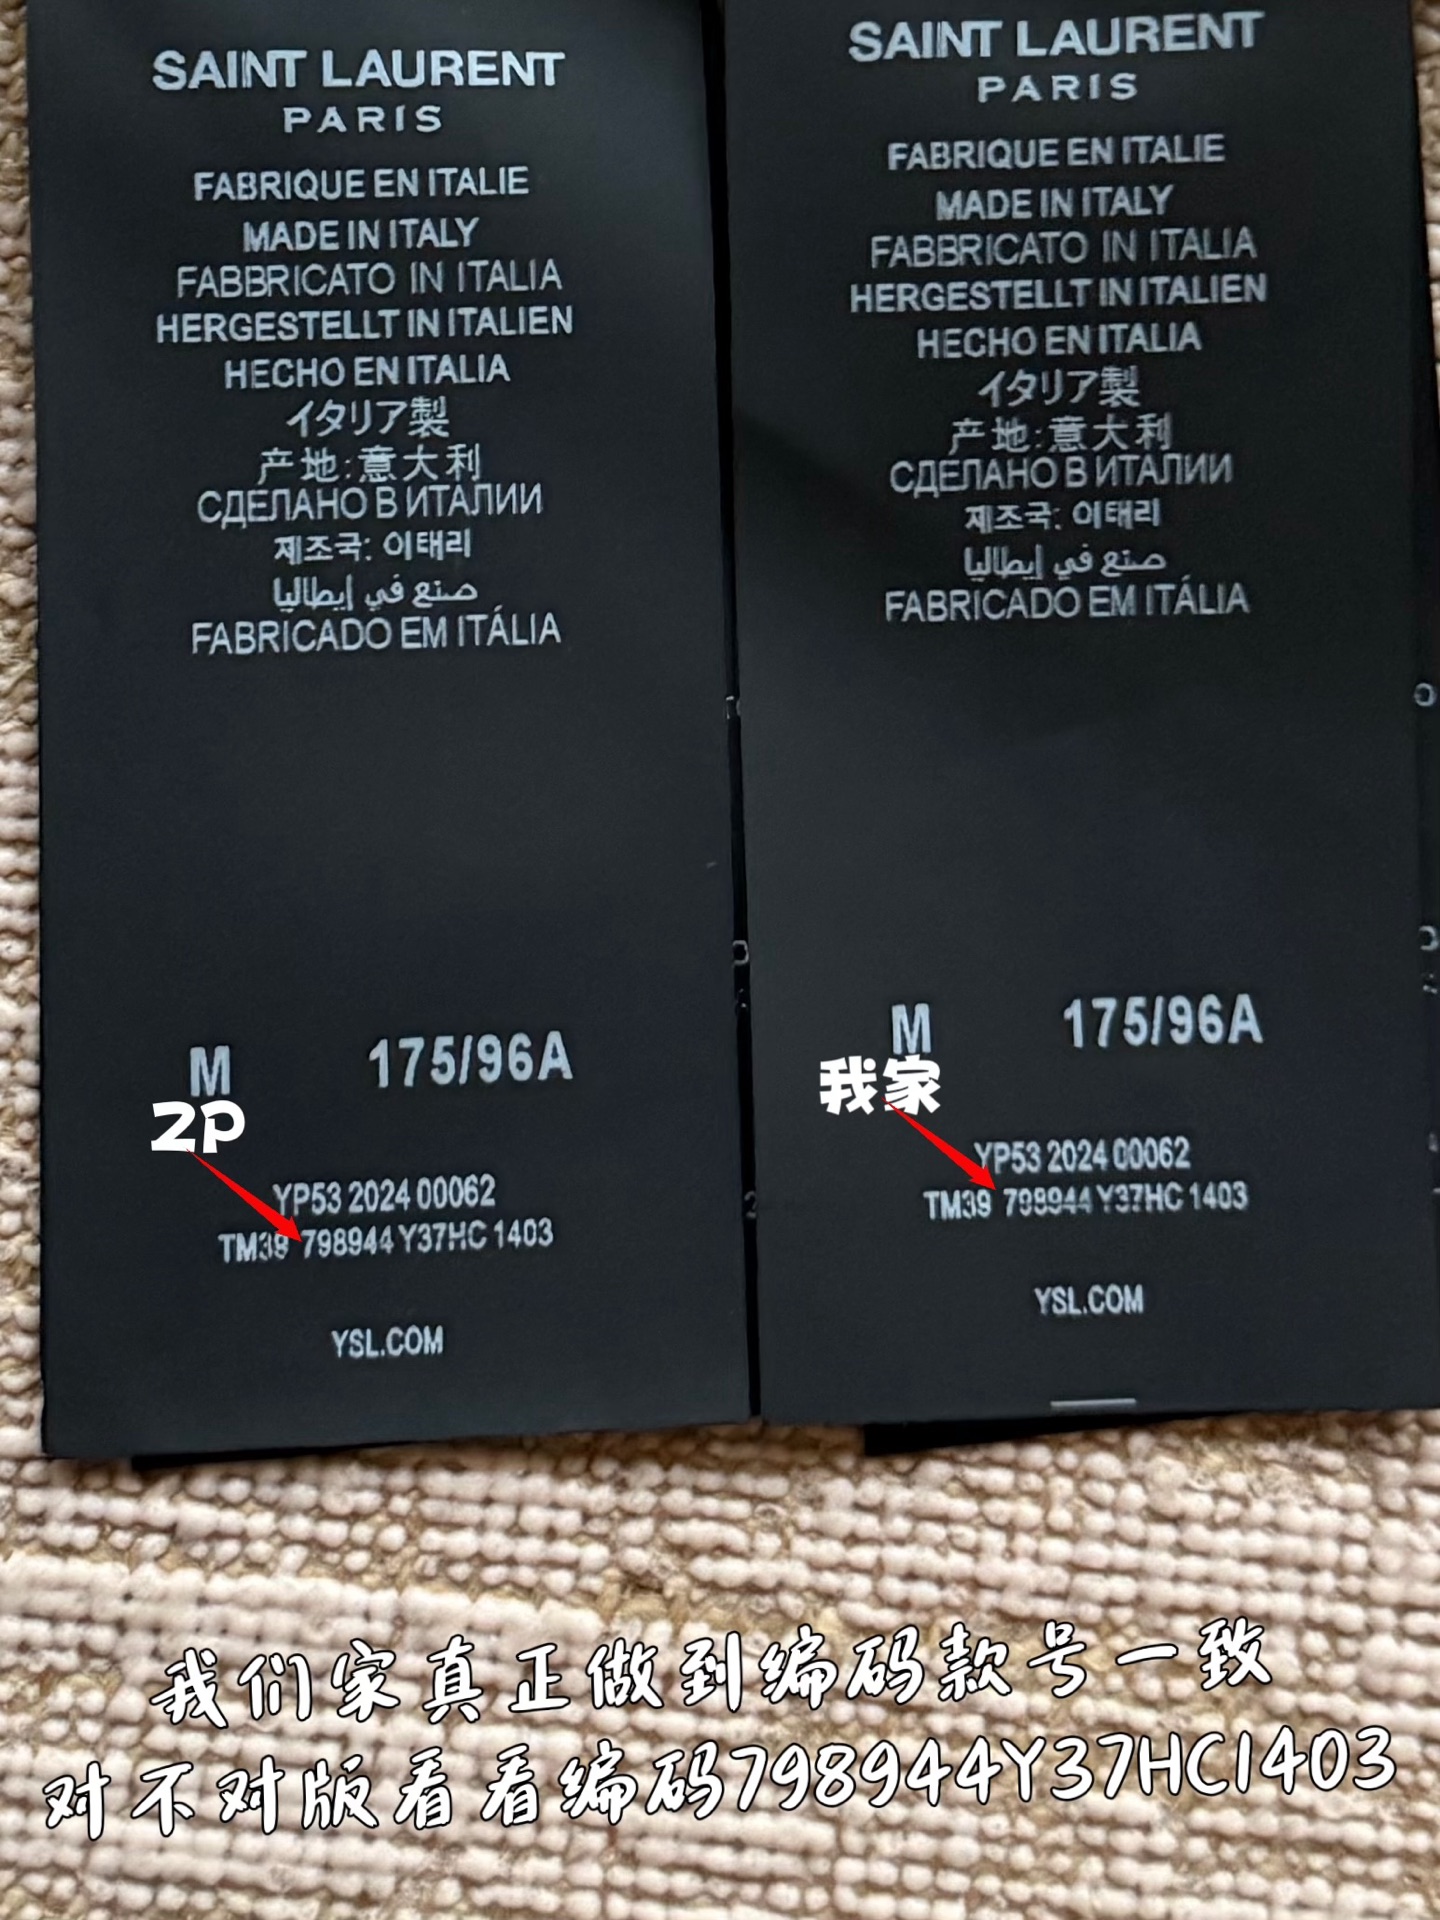 SAINT LAURENT
PARIS
FABRIQUE EN ITALIE
MADE IN ITALY
FABBRICATO IN ITALIA
HERGESTELLT IN ITALIEN
HECHO EN ITALIA
イタリア製
产地:意大利
СДЕЛАНО В ИТАЛИИ
제조국: 이태리
صنع في إيطاليا
FABRICADO EM ITÁLIA
M 175/96A
ZP
YP53 2024 00062
TM39 798944 Y37HC 1403
YSL.COM
SAINT LAURENT
PARIS
FABRIQUE EN ITALIE
MADE IN ITALY
FABBRICATO IN ITALIA
HERGESTELLT IN ITALIEN
HECHO EN ITALIA
イタリア製
产地:意大利
СДЕЛАНО В ИТАЛИИ
제조국: 이태리
صنع في إيطاليا
FABRICADO EM ITÁLIA
M 175/96A
我家
YP53 2024 00062
TM39 798944 Y37HC 1403
YSL.COM
我们家真正做到编码款号一致
对不对版看看编码798944Y37HC1403